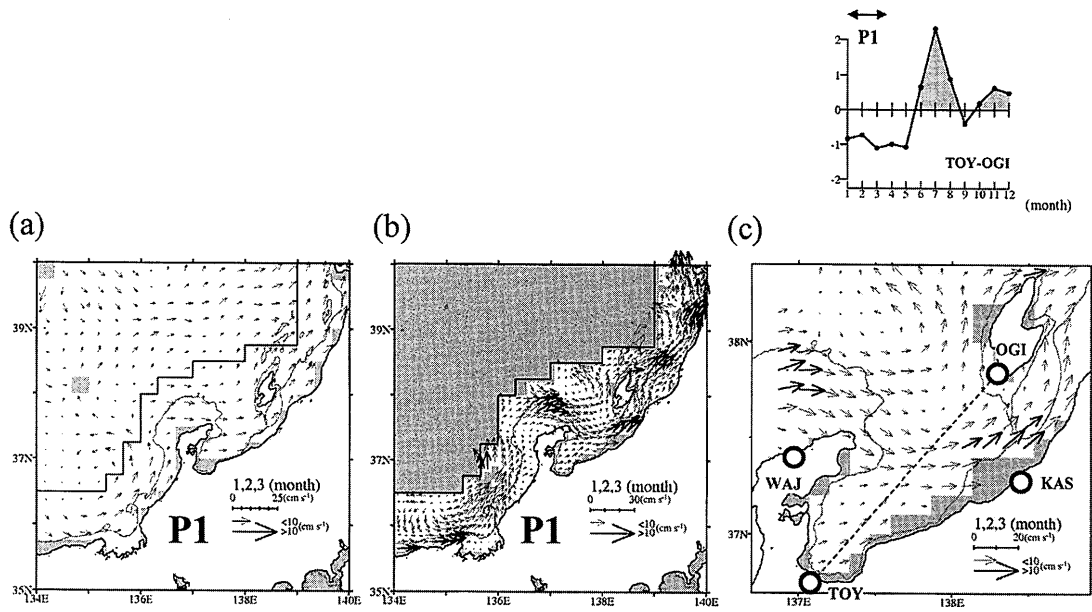 P1
2
1
0
-1
-2
TOY-OGI
1 2 3 4 5 6 7 8 9 10 11 12
(month)
(a)
39N
37N
35N
134E 136E 138E 140E
1,2,3 (month)
0 25(cm s⁻¹)
<10
>10 (cm s⁻¹)
P1
(b)
39N
37N
35N
134E 136E 138E 140E
1,2,3 (month)
0 30(cm s⁻¹)
<10
>10 (cm s⁻¹)
P1
(c)
38N
37N
137E 138E
OGI
WAJ
KAS
TOY
1,2,3 (month)
0 20(cm s⁻¹)
<10
>10 (cm s⁻¹)